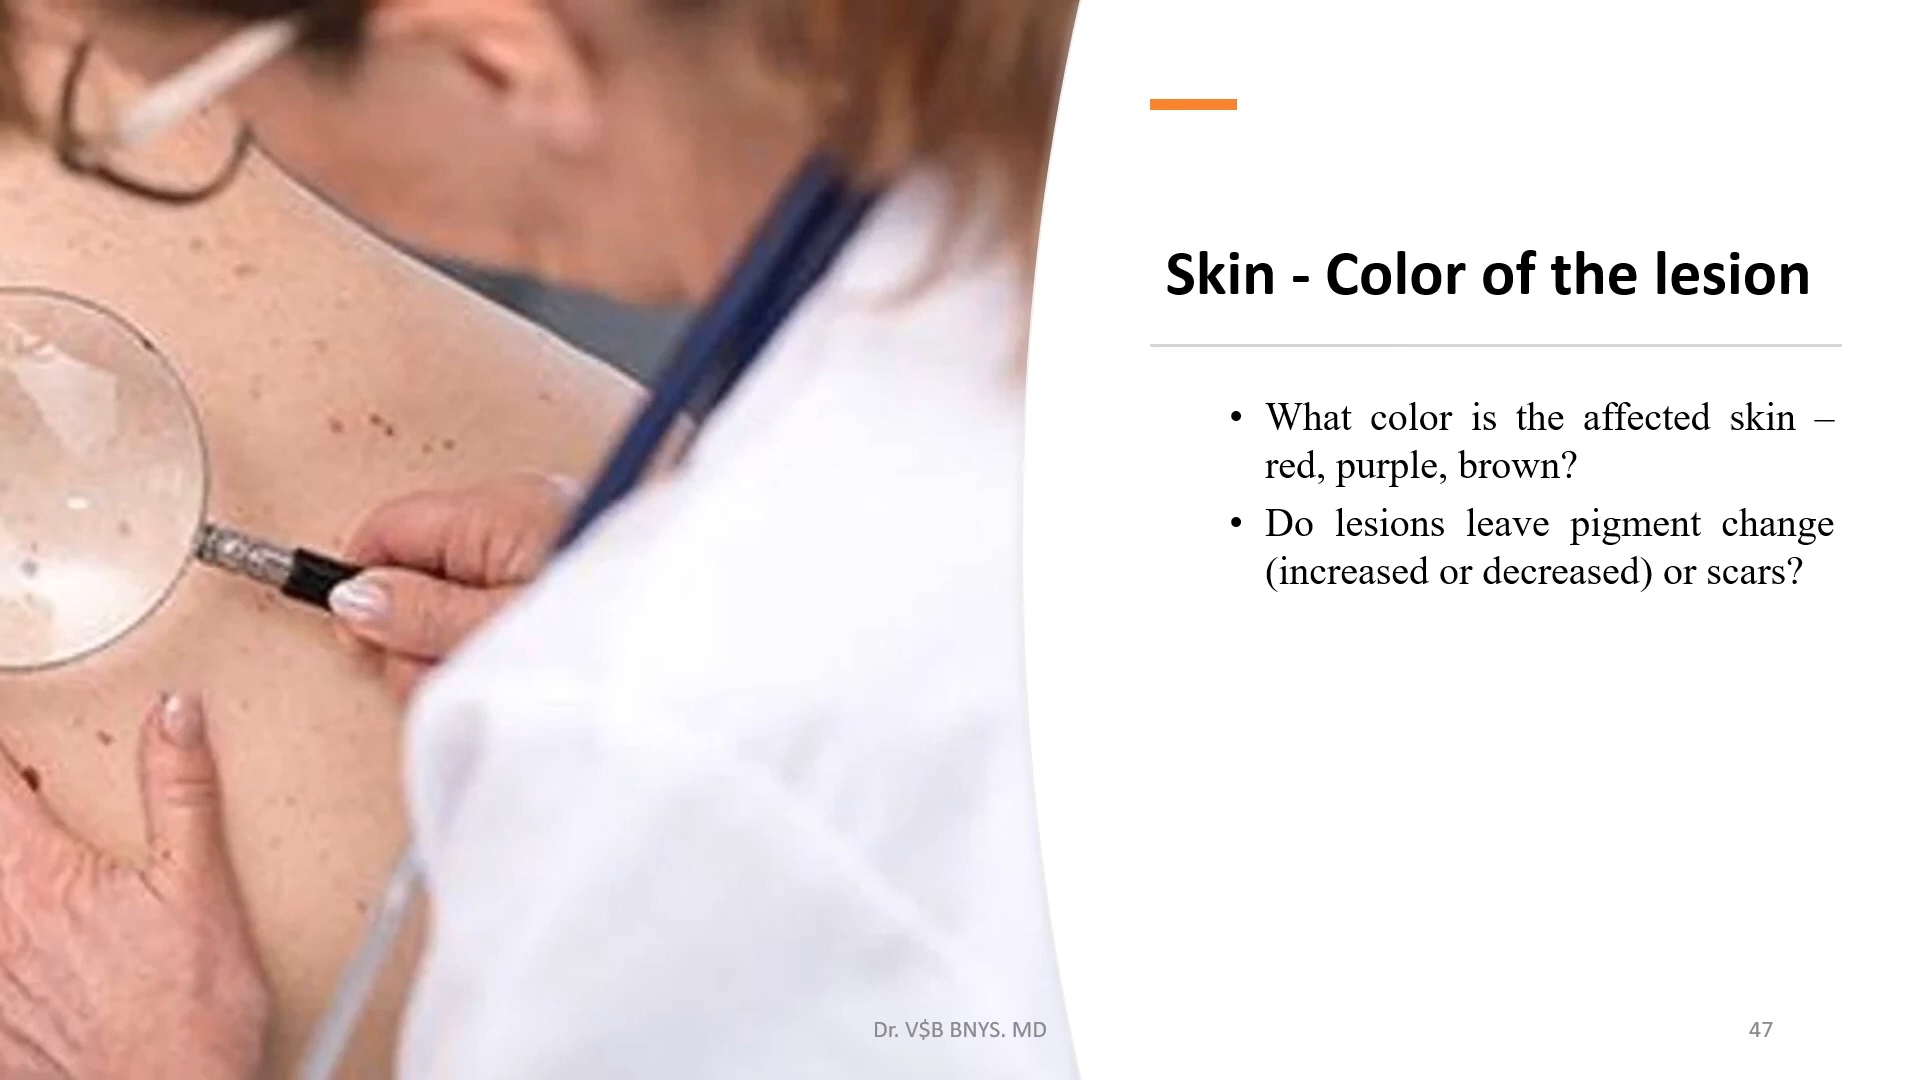 Skin - Color of the lesion
• What color is the affected skin –
red, purple, brown?
• Do lesions leave pigment change
(increased or decreased) or scars?
Dr. V$B BNYS. MD
47